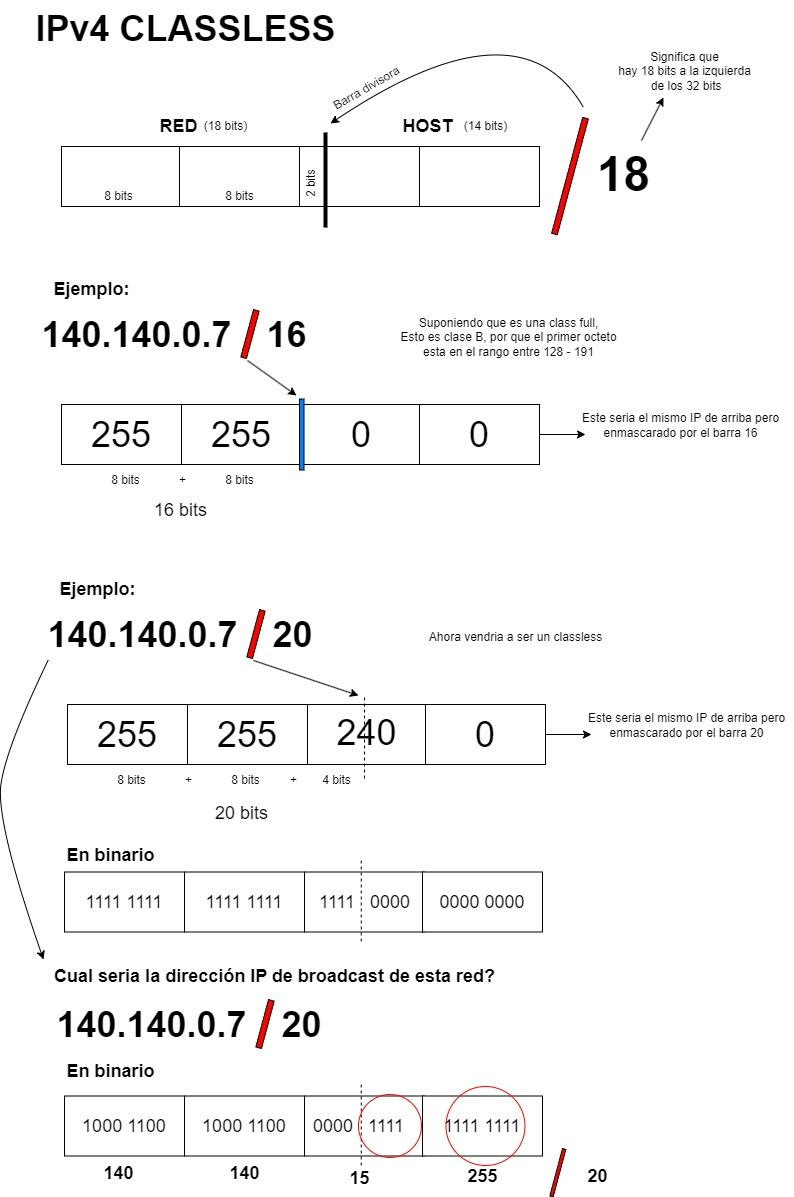 IPv4 CLASSLESS
Significa que
hay 18 bits a la izquierda
de los 32 bits
Barra divisora
RED (18 bits)
HOST (14 bits)
8 bits
8 bits
2 bits
/ 18
Ejemplo:
140.140.0.7 / 16
Suponiendo que es una class full,
Esto es clase B, por que el primer octeto
esta en el rango entre 128 - 191
255 255 0 0
Este seria el mismo IP de arriba pero
enmascarado por el barra 16
8 bits + 8 bits
16 bits
Ejemplo:
140.140.0.7 / 20
Ahora vendria a ser un classless
255 255 240 0
Este seria el mismo IP de arriba pero
enmascarado por el barra 20
8 bits + 8 bits + 4 bits
20 bits
En binario
1111 1111 1111 1111 1111 0000 0000 0000
Cual seria la dirección IP de broadcast de esta red?
140.140.0.7 / 20
En binario
1000 1100 1000 1100 0000 1111 1111 1111
140 140 15 255 / 20